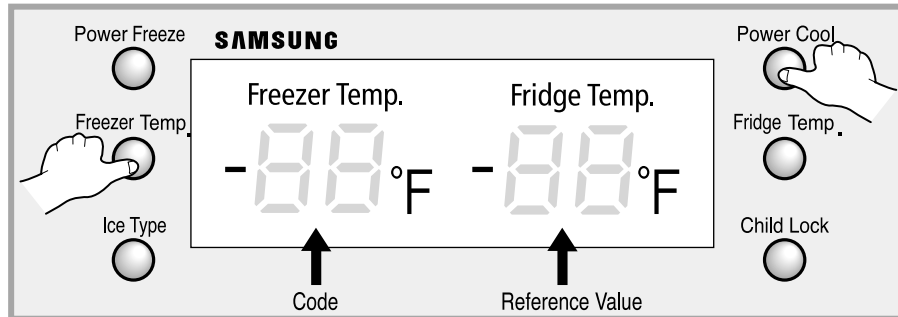 Power Freeze
SAMSUNG
Power Cool
Freezer Temp.
Fridge Temp.
Freezer Temp.
-88°F
-88°F
Fridge Temp.
Ice Type
Child Lock
Code
Reference Value